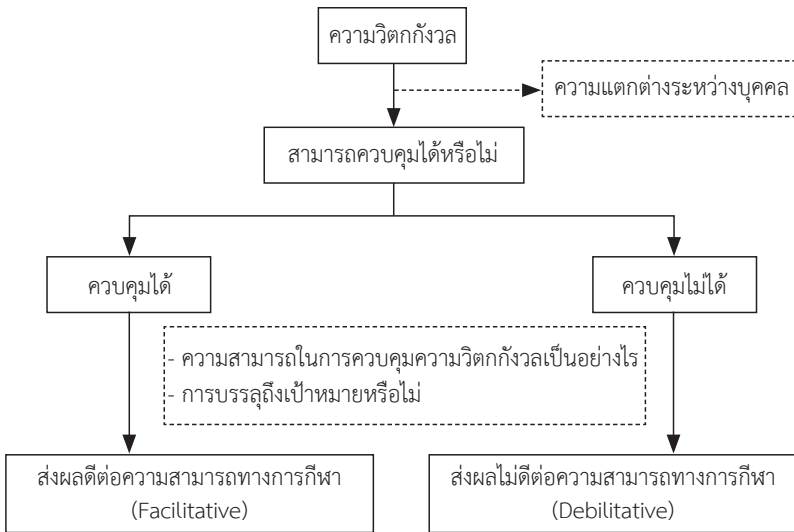 ความวิตกกังวล
ความแตกต่างระหว่างบุคคล
สามารถควบคุมได้หรือไม่
ควบคุมได้
ควบคุมไม่ได้
- ความสามารถในการควบคุมความวิตกกังวลเป็นอย่างไร
- การบรรลุถึงเป้าหมายหรือไม่
ส่งผลดีต่อความสามารถทางการกีฬา
(Facilitative)
ส่งผลไม่ดีต่อความสามารถทางการกีฬา
(Debilitative)